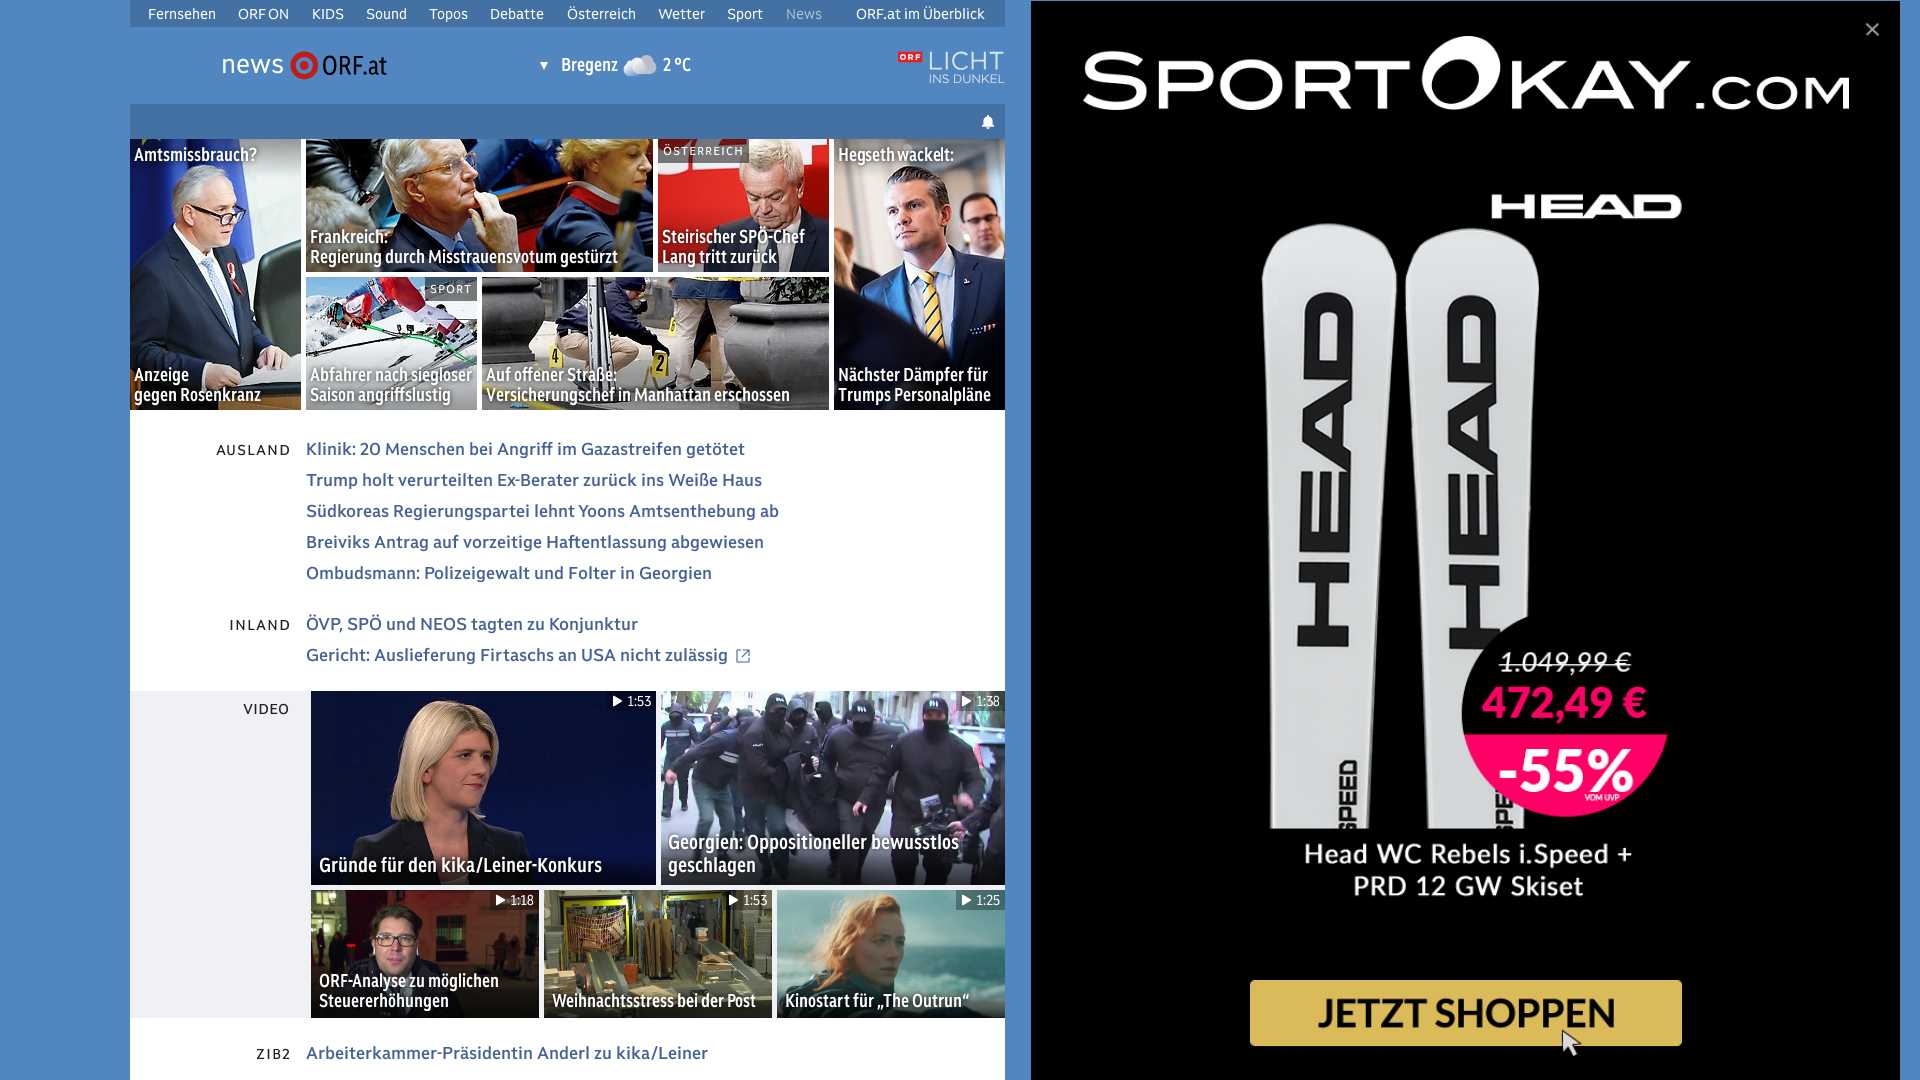 Fernsehen ORF ON KIDS Sound Topos Debatte Österreich Wetter Sport News ORF.at im Überblick
news ORF.at
Bregenz 2 °C
ORF LICHT
INS DUNKEL
Amtsmissbrauch?
Anzeige
gegen Rosenkranz
Frankreich:
Regierung durch Misstrauensvotum gestürzt
ÖSTERREICH
Steirischer SPÖ-Chef
Lang tritt zurück
Hegseth wackelt:
Nächster Dämpfer für
Trumps Personalpläne
SPORT
Abfahrer nach siegloser
Saison angriffslustig
4
6
2
Auf offener Straße:
Versicherungschef in Manhattan erschossen
AUSLAND
Klinik: 20 Menschen bei Angriff im Gazastreifen getötet
Trump holt verurteilten Ex-Berater zurück ins Weiße Haus
Südkoreas Regierungspartei lehnt Yoons Amtsenthebung ab
Breiviks Antrag auf vorzeitige Haftentlassung abgewiesen
Ombudsmann: Polizeigewalt und Folter in Georgien
INLAND
ÖVP, SPÖ und NEOS tagten zu Konjunktur
Gericht: Auslieferung Firtaschs an USA nicht zulässig
VIDEO
1:53
Gründe für den kika/Leiner-Konkurs
1:38
Georgien: Oppositioneller bewusstlos
geschlagen
1:18
ORF-Analyse zu möglichen
Steuererhöhungen
1:53
Weihnachtsstress bei der Post
1:25
Kinostart für „The Outrun“
ZIB2
Arbeiterkammer-Präsidentin Anderl zu kika/Leiner
SPORTOKAY.COM
HEAD
HEAD
HEAD
HEAD
HEAD
SPEED
SPE
1.049,99 €
472,49 €
-55%
VOM UVP
Head WC Rebels i.Speed +
PRD 12 GW Skiset
JETZT SHOPPEN